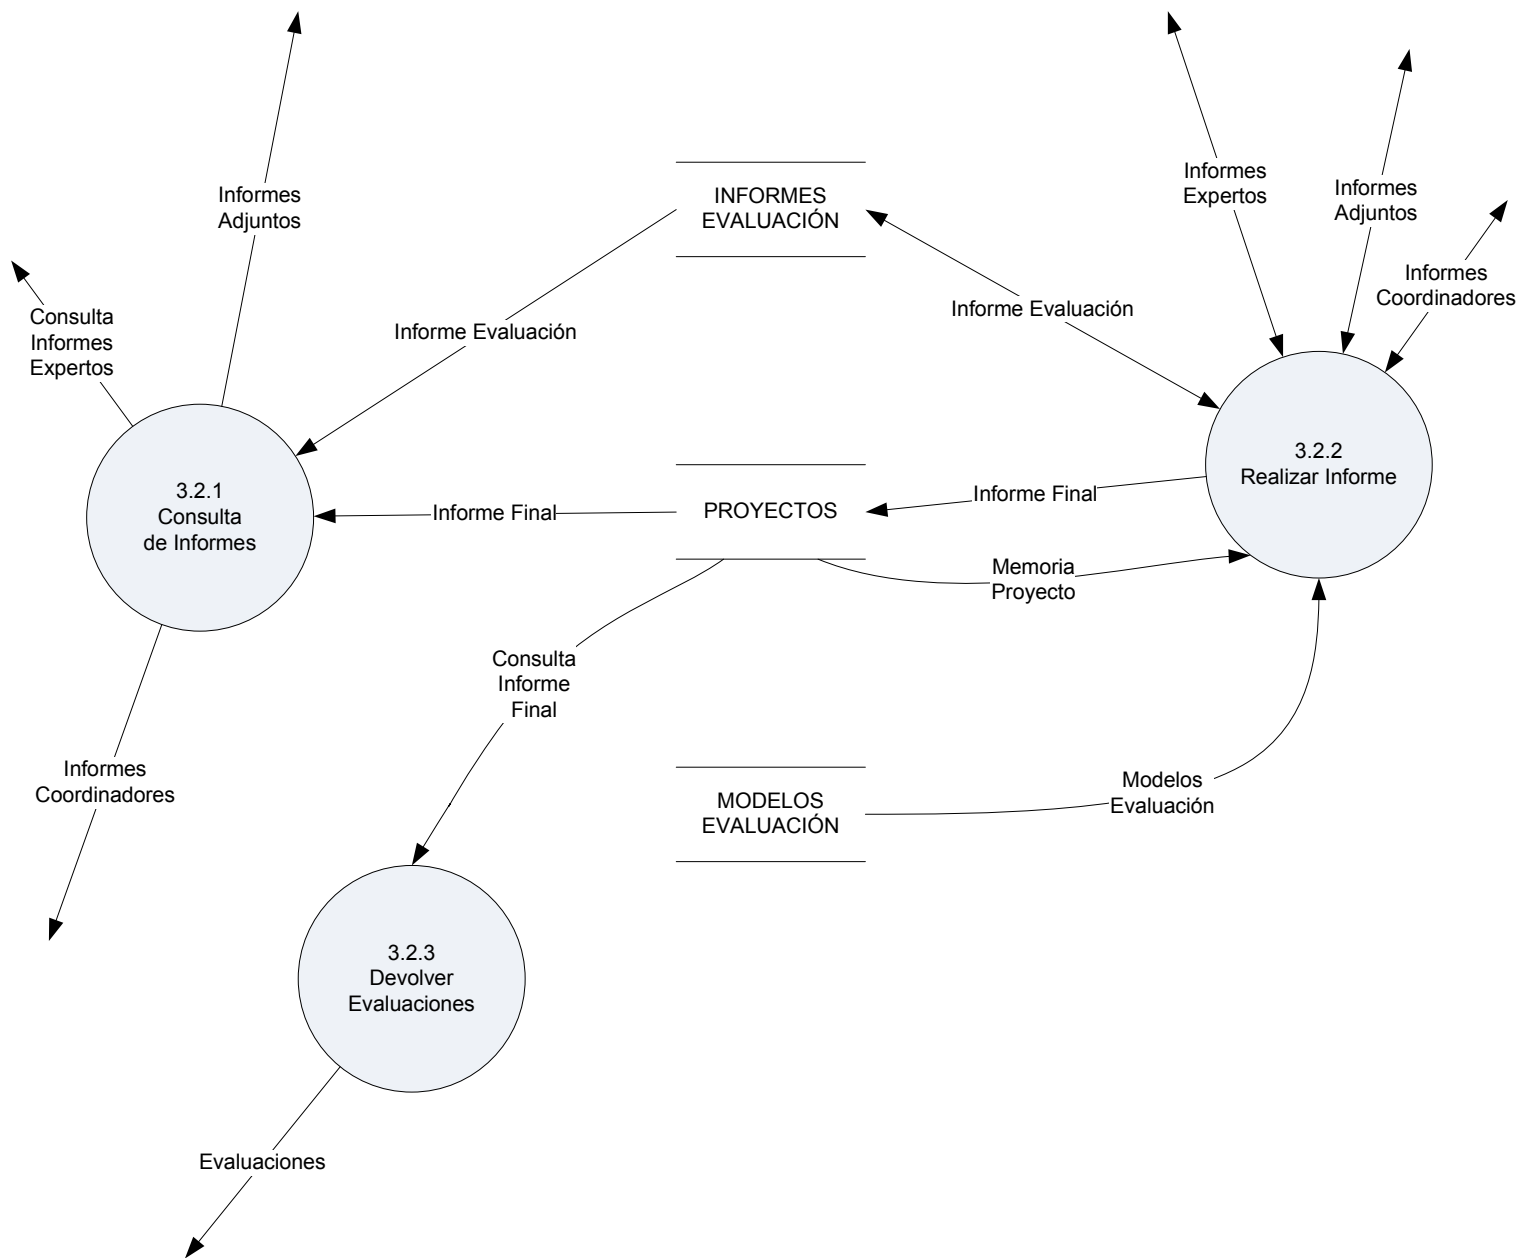 Informes
Adjuntos
INFORMES
EVALUACIÓN
Informes
Expertos
Informes
Adjuntos
Informes
Coordinadores
Consulta
Informes
Expertos
Informe Evaluación
Informe Evaluación
3.2.1
Consulta
de Informes
Informe Final
PROYECTOS
Informe Final
3.2.2
Realizar Informe
Memoria
Proyecto
Consulta
Informe
Final
Informes
Coordinadores
MODELOS
EVALUACIÓN
Modelos
Evaluación
3.2.3
Devolver
Evaluaciones
Evaluaciones